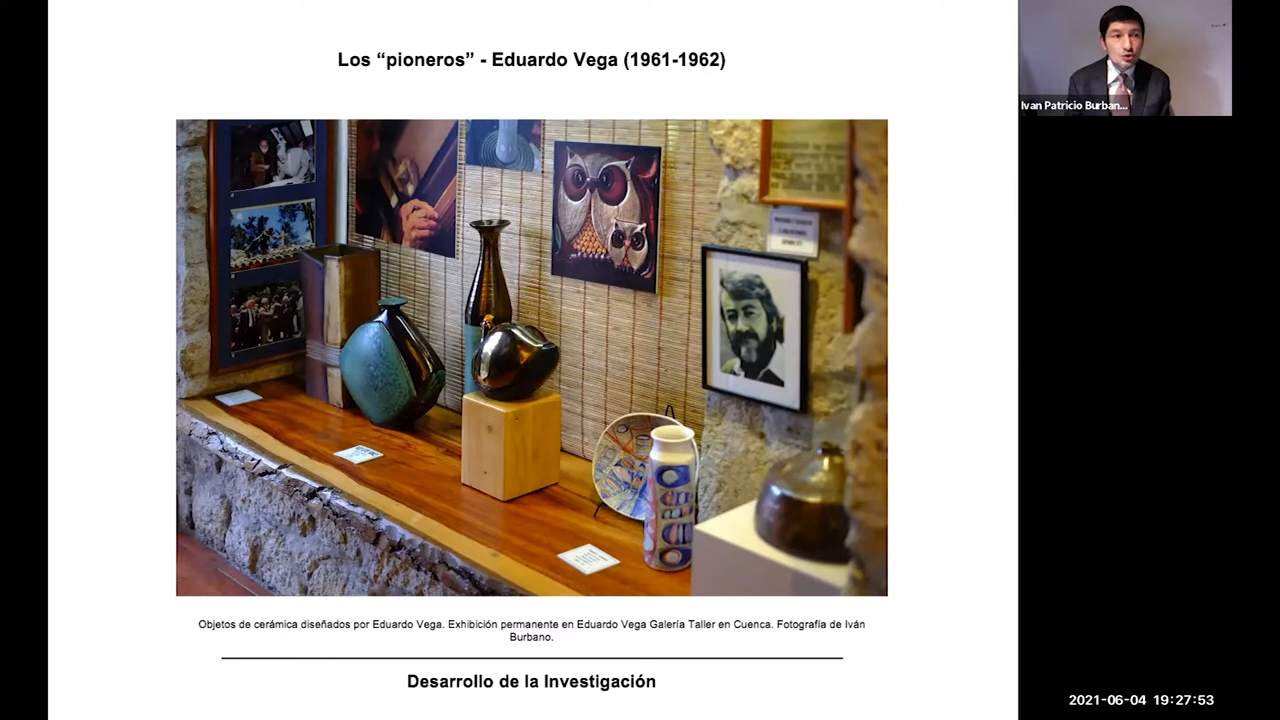 Los “pioneros” - Eduardo Vega (1961-1962)
Ivan Patricio Burban...
Objetos de cerámica diseñados por Eduardo Vega. Exhibición permanente en Eduardo Vega Galería Taller en Cuenca. Fotografía de Iván
Burbano.
Desarrollo de la Investigación
2021-06-04 19:27:53